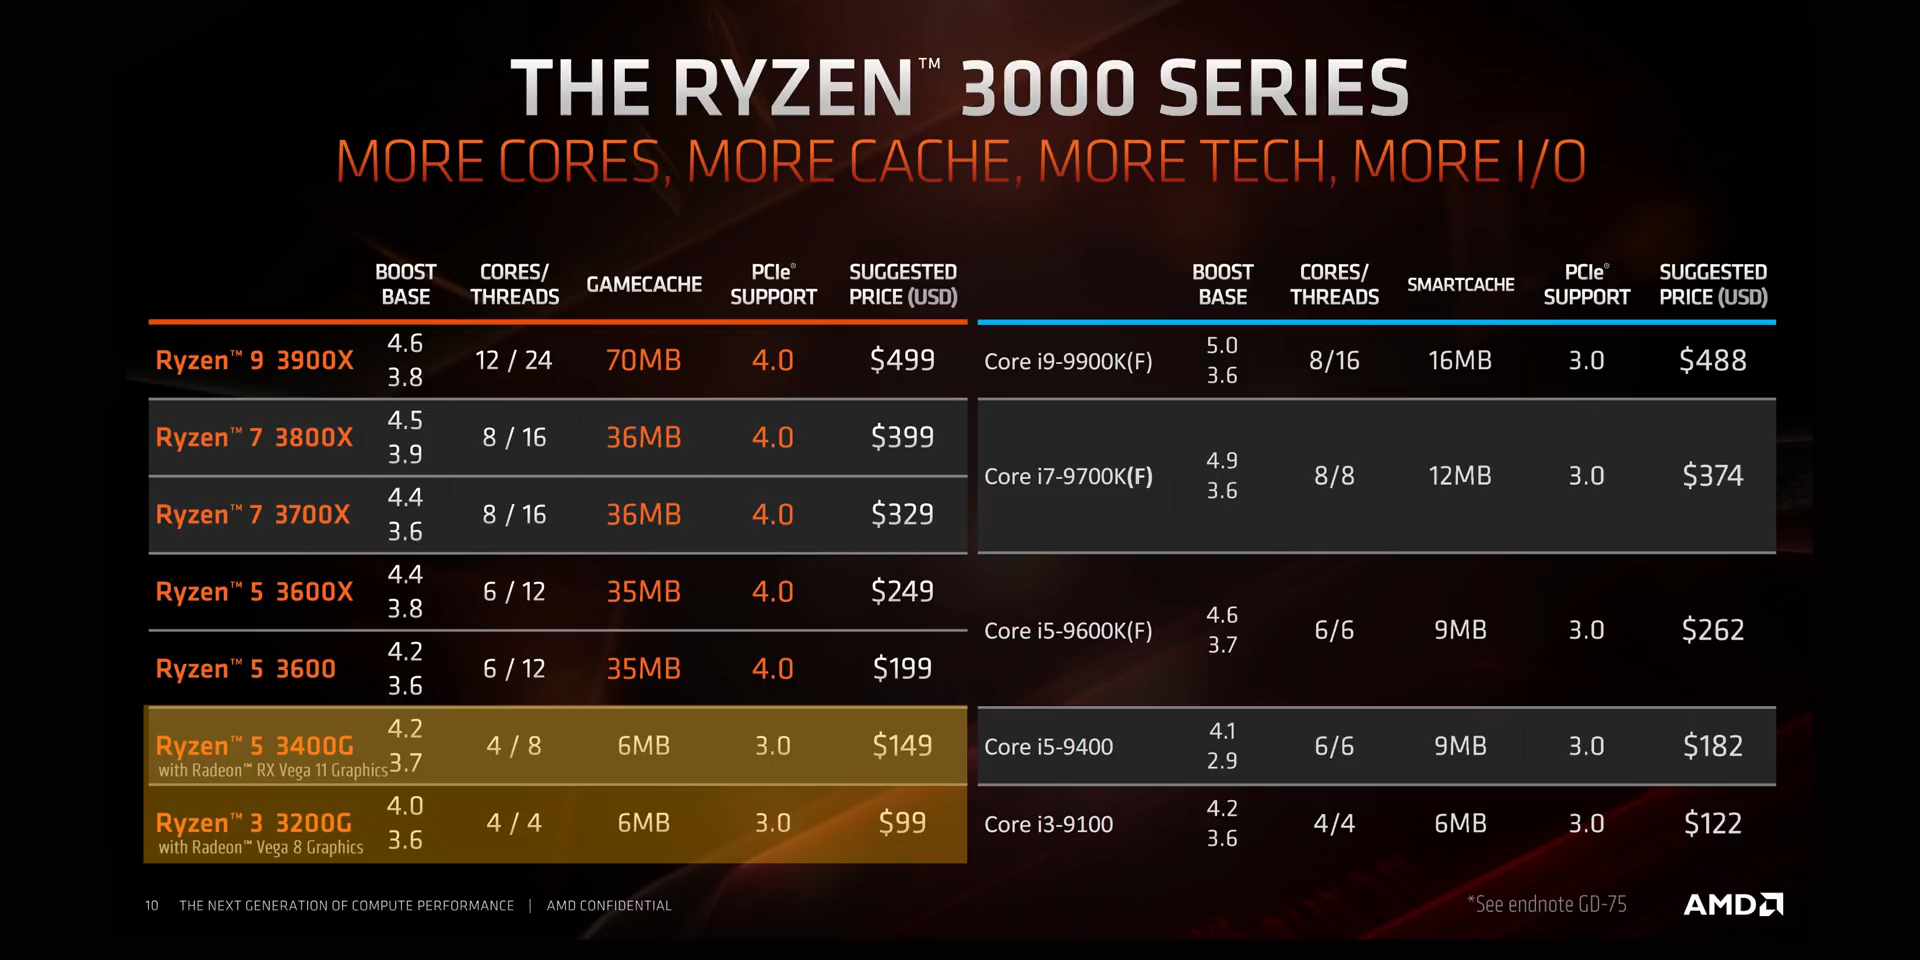 THE RYZEN™ 3000 SERIES
MORE CORES, MORE CACHE, MORE TECH, MORE I/O
BOOST BASE CORES/ THREADS GAMECACHE PCIe® SUPPORT SUGGESTED PRICE (USD)
Ryzen™ 9 3900X 4.6 3.8 12 / 24 70MB 4.0 $499
Ryzen™ 7 3800X 4.5 3.9 8 / 16 36MB 4.0 $399
Ryzen™ 7 3700X 4.4 3.6 8 / 16 36MB 4.0 $329
Ryzen™ 5 3600X 4.4 3.8 6 / 12 35MB 4.0 $249
Ryzen™ 5 3600 4.2 3.6 6 / 12 35MB 4.0 $199
Ryzen™ 5 3400G 4.2 3.7 4 / 8 6MB 3.0 $149
with Radeon™ RX Vega 11 Graphics
Ryzen™ 3 3200G 4.0 3.6 4 / 4 6MB 3.0 $99
with Radeon™ Vega 8 Graphics
BOOST BASE CORES/ THREADS SMARTCACHE PCIe® SUPPORT SUGGESTED PRICE (USD)
Core i9-9900K(F) 5.0 3.6 8/16 16MB 3.0 $488
Core i7-9700K(F) 4.9 3.6 8/8 12MB 3.0 $374
Core i5-9600K(F) 4.6 3.7 6/6 9MB 3.0 $262
Core i5-9400 4.1 2.9 6/6 9MB 3.0 $182
Core i3-9100 4.2 3.6 4/4 6MB 3.0 $122
10 THE NEXT GENERATION OF COMPUTE PERFORMANCE | AMD CONFIDENTIAL
*See endnote GD-75
AMD